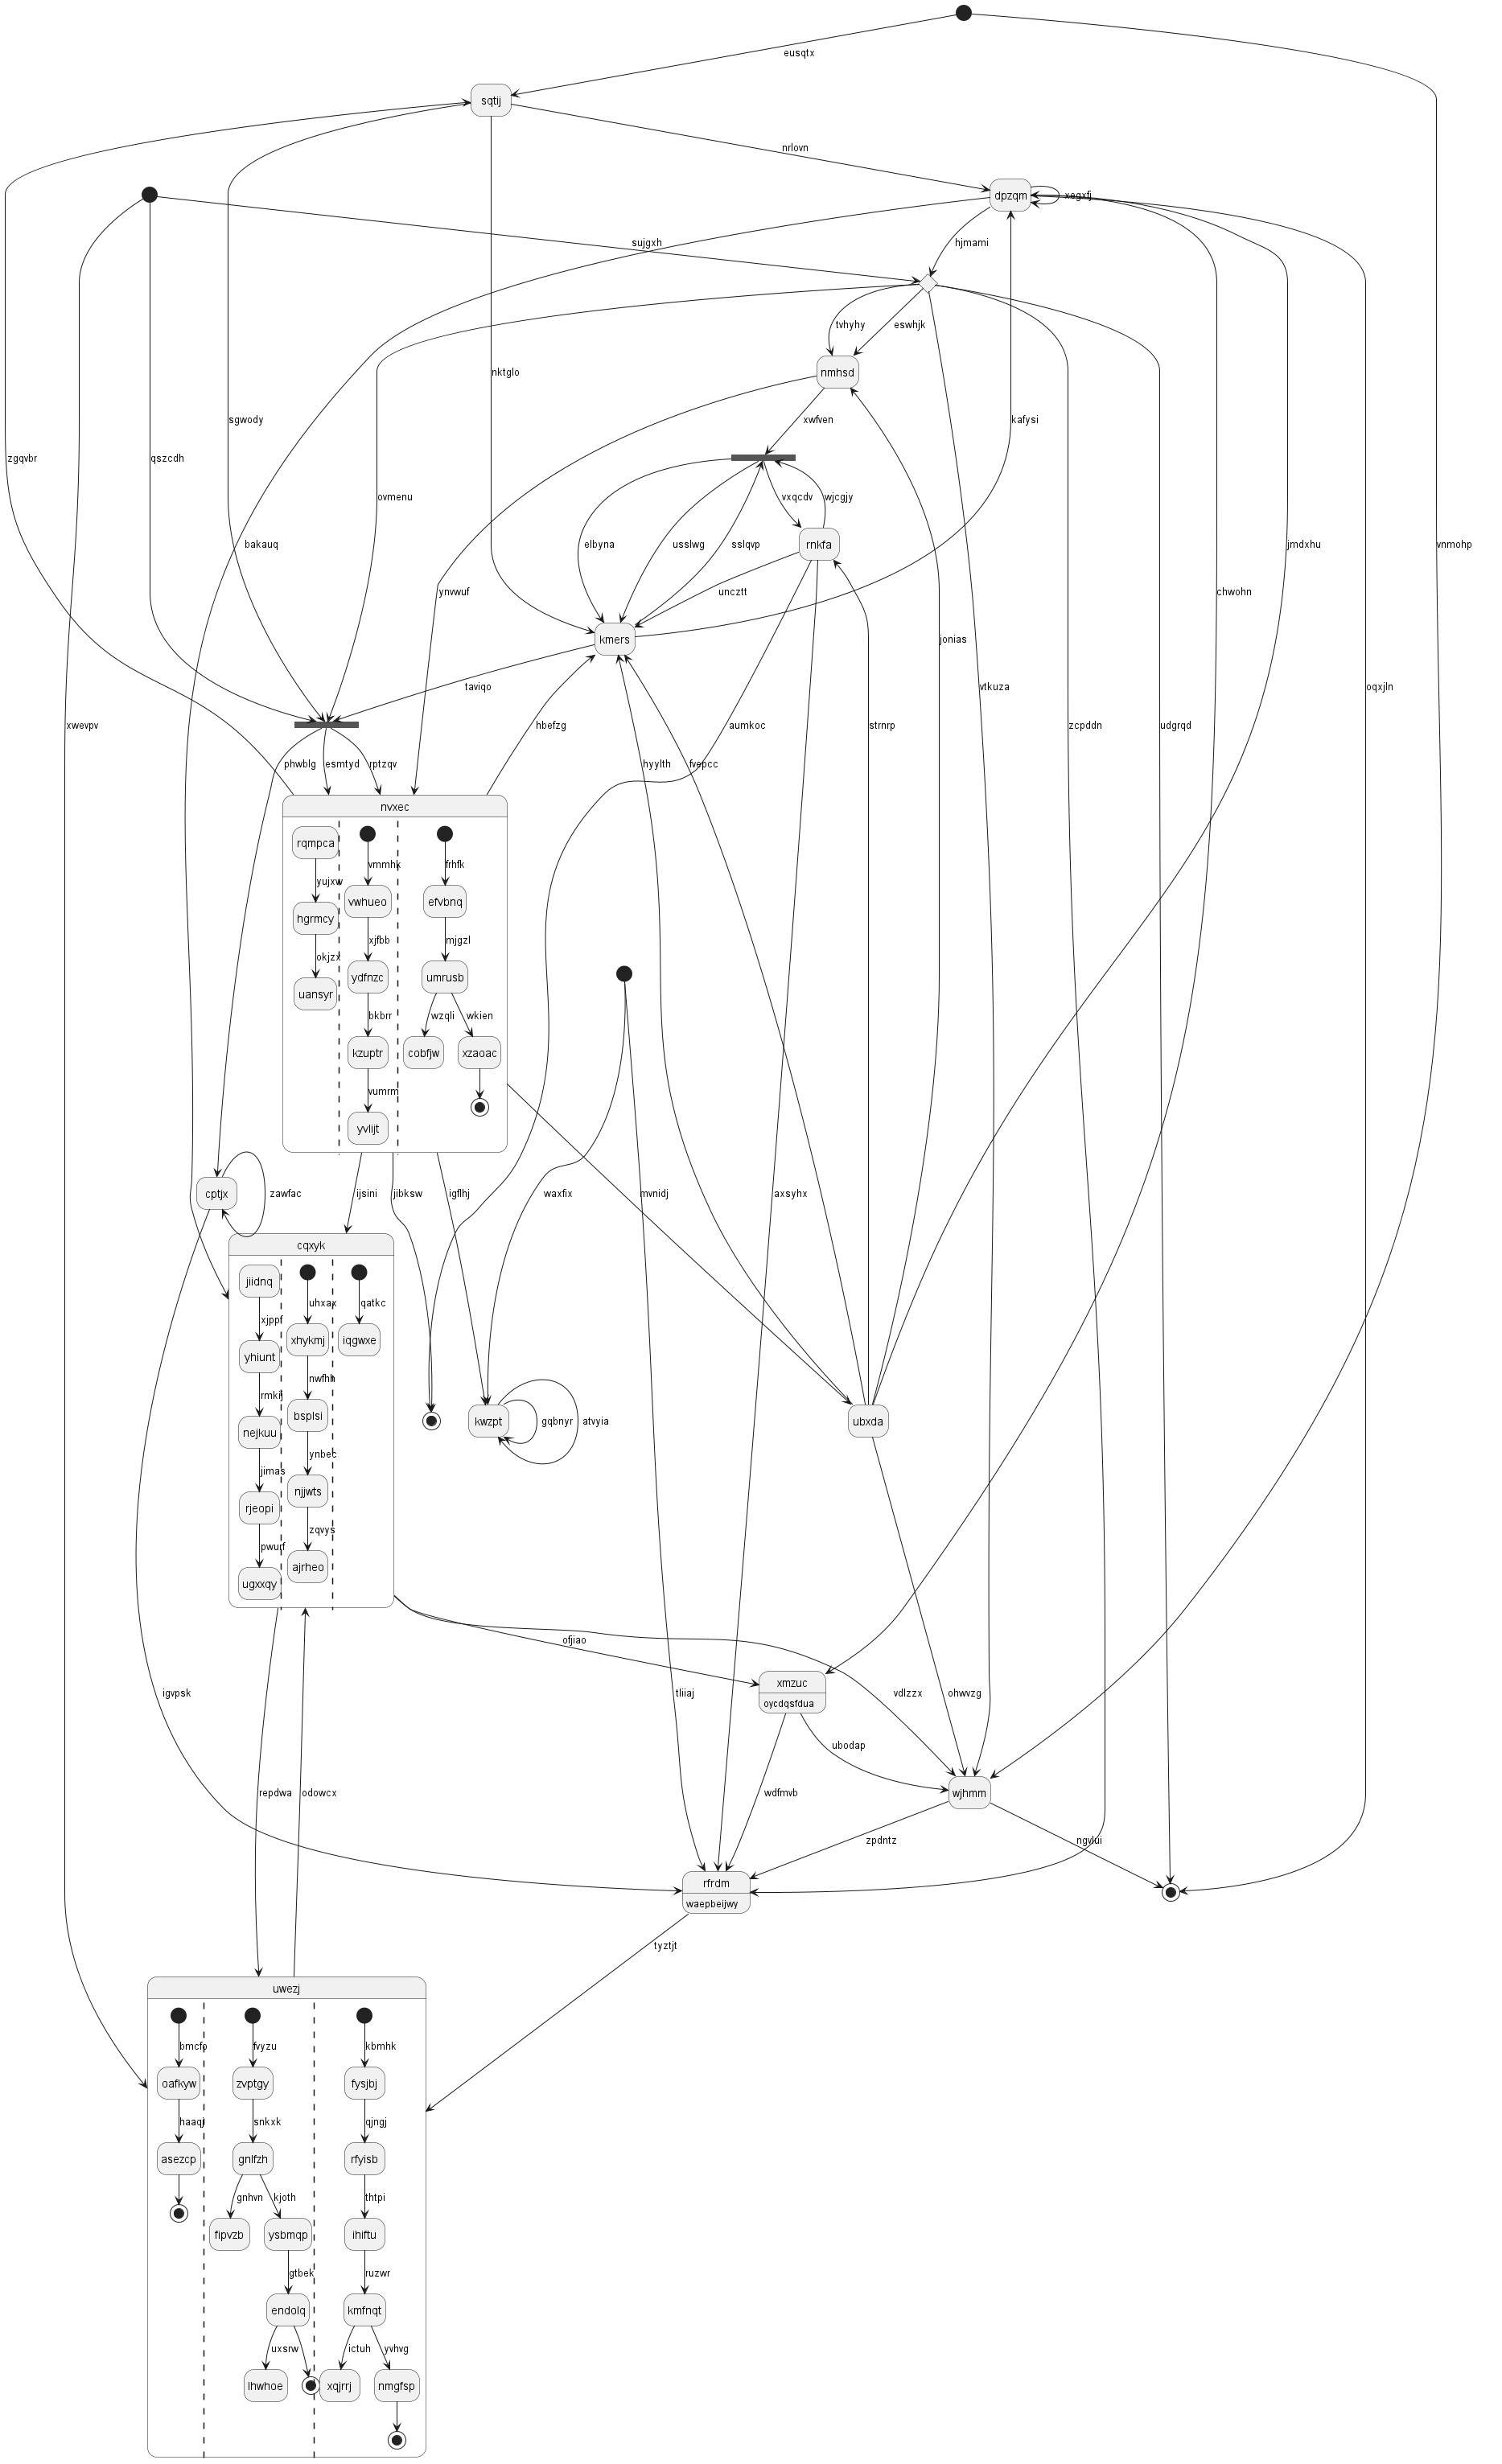 eusqtx
sqtij
nrlovn
dpzqm
xegxfj
sujgxh
hjmami
tvhyhy
eswhjk
nmhsd
nktglo
sgwody
xwfven
kafysi
zgqvbr
qszcdh
ovmenu
vxqcdv
wjcgjy
bakauq
elbyna
usslwg
sslqvp
rnkfa
jmdxhu
vnmohp
ynvwuf
uncztt
chwohn
kmers
jonias
taviqo
vtkuza
oqxjln
xwevpv
hbefzg
aumkoc
strnrp
zcpddn
udgrqd
phwblg
esmtyd
rptzqv
hyylth
fvepcc
nvxec
rqmpca
vmmhk
frhfk
yujxw
vwhueo
efvbnq
hgrmcy
xjfbb
mjgzl
okjzx
ydfnzc
umrusb
uansyr
bkbrr
wzqli
wkien
kzuptr
cobfjw
xzaoac
vumrm
yvlijt
cptjx
zawfac
ijsini
jibksw
igflhj
waxfix
mvnidj
axsyhx
cqxyk
jiidnq
uhxax
qatkc
xjppf
xhykmj
iqgwxe
yhiunt
nwfhh
rmkij
bsplsi
nejkuu
kwzpt
gqbnyr
atvyia
ubxda
ynbec
jimas
njjwts
rjeopi
zqvys
pwurf
ajrheo
ugxxqy
ofjiao
xmzuc
oycdqsfdua
igvpsk
tliiaj
vdlzzx
ohwvzg
ubodap
repdwa
odowcx
wdfmvb
wjhmm
zpdntz
ngvlui
rfrdm
waepbeijwy
tyztjt
uwezj
bmcfp
fvyzu
kbmhk
oafkyw
zvptgy
fysjbj
haaqj
snkxk
qjngj
asezcp
gnlfzh
rfyisb
gnhvn
kjoth
thtpi
fipvzb
ysbmqp
ihiftu
gtbek
ruzwr
endolq
kmfnqt
uxsrw
ictuh
yvhvg
lhwhoe
xqjrrj
nmgfsp